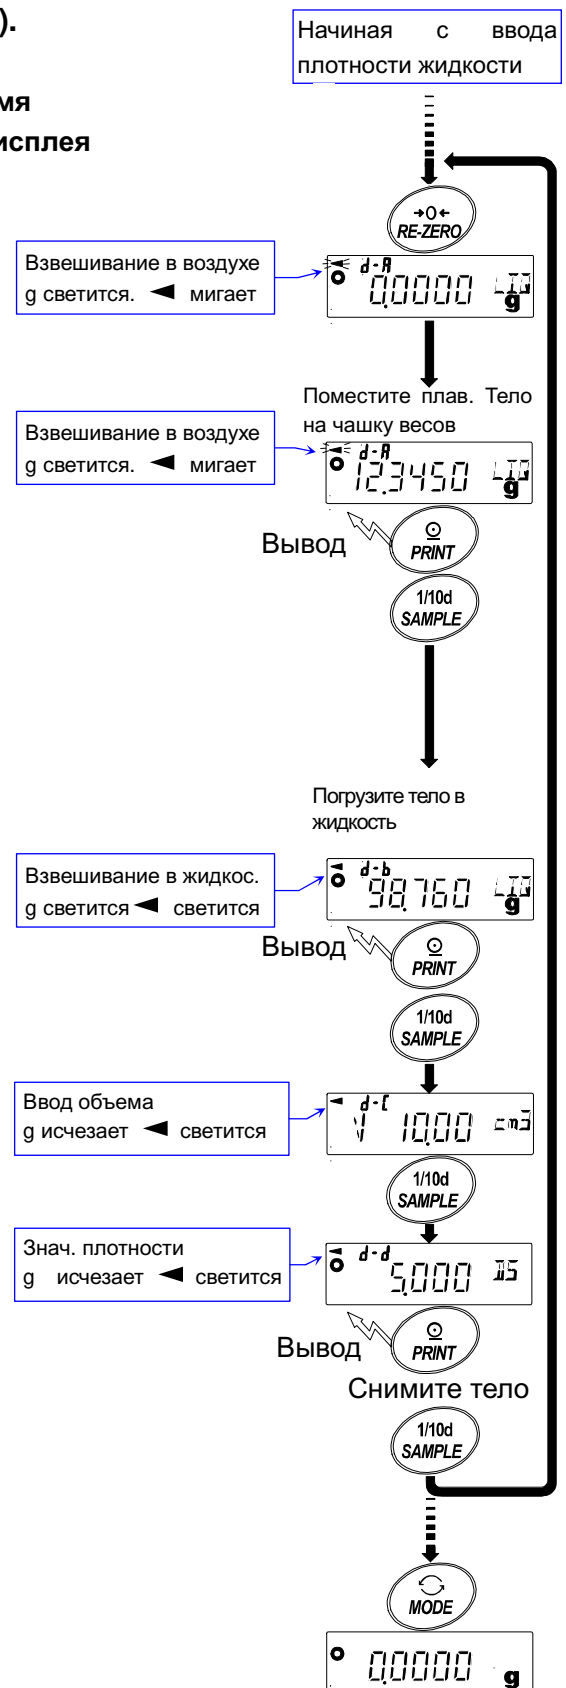 ).
Начиная с ввода
плотности жидкости
мя
исплея
→0←
RE-ZERO
Взвешивание в воздухе
g светится. ◄ мигает
d-A
0.0000 g
Поместите плав. Тело
на чашку весов
Взвешивание в воздухе
g светится. ◄ мигает
d-A
12.3450 g
Вывод
PRINT
1/10d
SAMPLE
Погрузите тело в
жидкость
Взвешивание в жидкос.
g светится ◄ светится
d-b
98.760 g
Вывод
PRINT
1/10d
SAMPLE
Ввод объема
g исчезает ◄ светится
d-C
V 10.00 cm3
1/10d
SAMPLE
Знач. плотности
g исчезает ◄ светится
d-d
5.000 DS
Вывод
PRINT
Снимите тело
1/10d
SAMPLE
MODE
0.0000 g